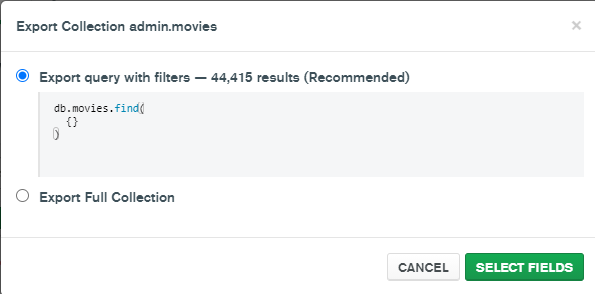 Export Collection admin.movies
×
Export query with filters — 44,415 results (Recommended)
db.movies.find(
{}
)
Export Full Collection
CANCEL
SELECT FIELDS